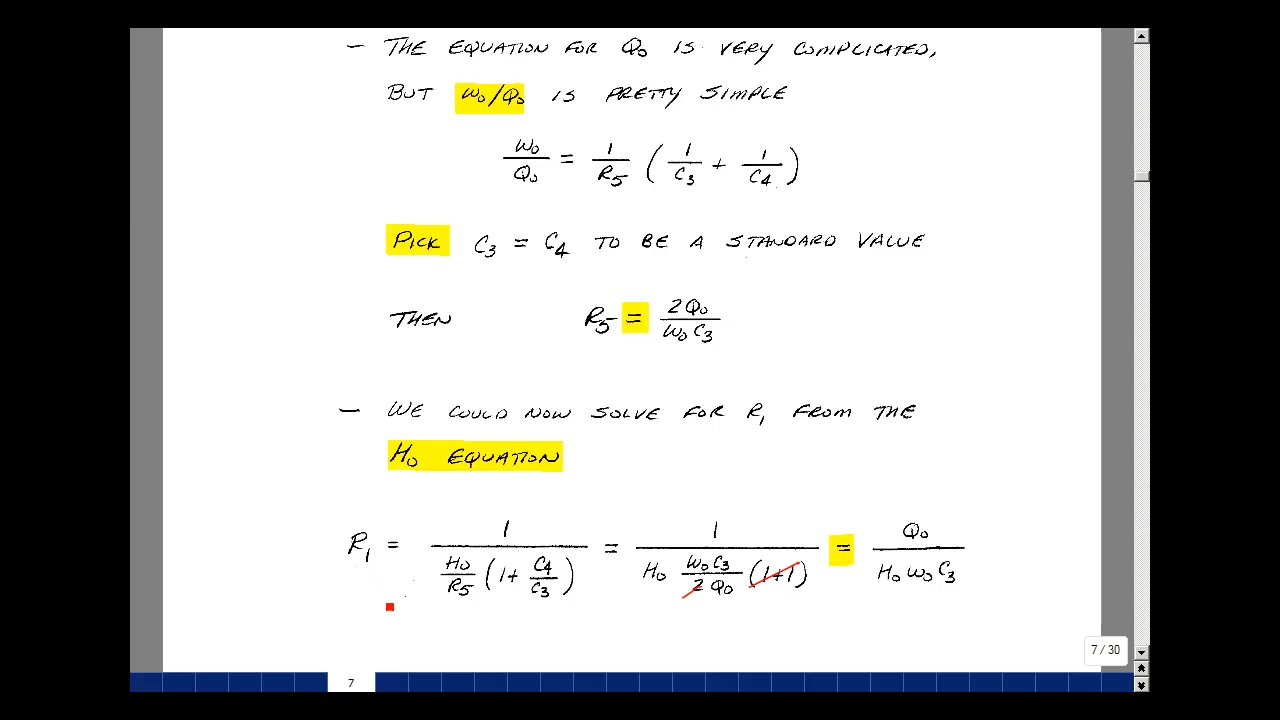 – THE EQUATION FOR Q₀ IS VERY COMPLICATED,
BUT ω₀/Q₀ IS PRETTY SIMPLE
ω₀/Q₀ = 1/R₅ (1/C₃ + 1/C₄)
PICK C₃ = C₄ TO BE A STANDARD VALUE
THEN R₅ = 2Q₀/ω₀C₃
– WE COULD NOW SOLVE FOR R₁ FROM THE
H₀ EQUATION
R₁ = 1/(H₀/R₅ (1 + C₄/C₃)) = 1/(H₀ ω₀C₃/2Q₀ (1+1)) = Q₀/H₀ω₀C₃
7 / 30
7